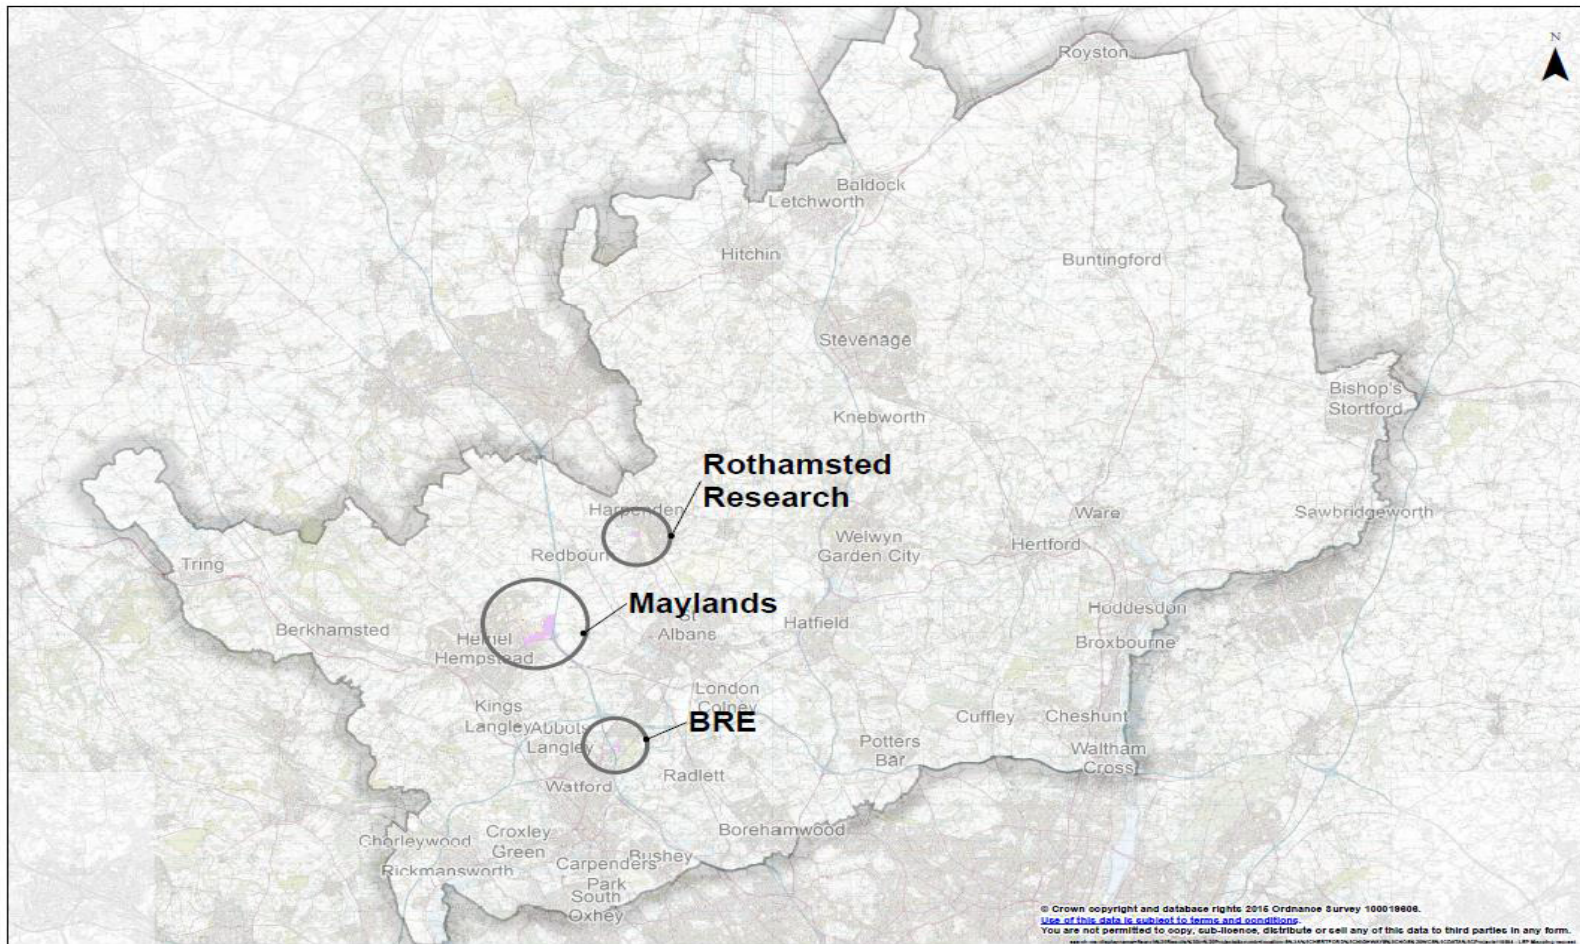 N
Royston
Baldock
Letchworth
Hitchin
Buntingford
Stevenage
Bishop's
Stortford
Knebworth
Rothamsted
Research
Harpenden
Ware
Sawbridgeworth
Welwyn
Garden City
Hertford
Redbourn
Tring
Maylands
Hoddesdon
St
Albans
Hatfield
Berkhamsted
Hemel
Hempstead
Broxbourne
London
Colney
Kings
Langley
Abbots
Langley
BRE
Cuffley
Cheshunt
Potters
Bar
Waltham
Cross
Radlett
Watford
Borehamwood
Chorleywood
Croxley
Green
Bushey
Carpenders
Park
Rickmansworth
South
Oxhey
© Crown copyright and database rights 2015 Ordnance Survey 100019606.
Use of this data is subject to terms and conditions.
You are not permitted to copy, sub-licence, distribute or sell any of this data to third parties in any form.